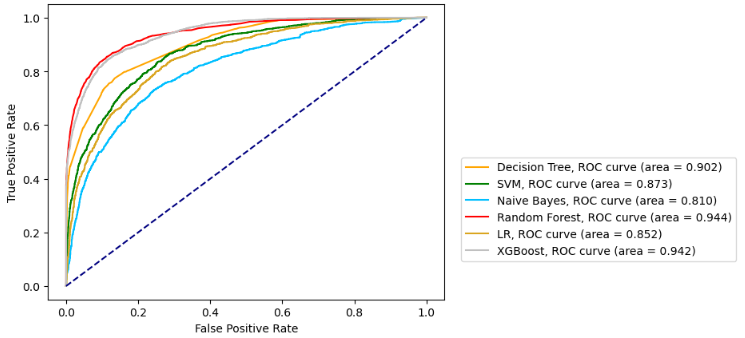 1.0
0.8
0.6
0.4
0.2
0.0
True Positive Rate
0.0 0.2 0.4 0.6 0.8 1.0
False Positive Rate
Decision Tree, ROC curve (area = 0.902)
SVM, ROC curve (area = 0.873)
Naive Bayes, ROC curve (area = 0.810)
Random Forest, ROC curve (area = 0.944)
LR, ROC curve (area = 0.852)
XGBoost, ROC curve (area = 0.942)